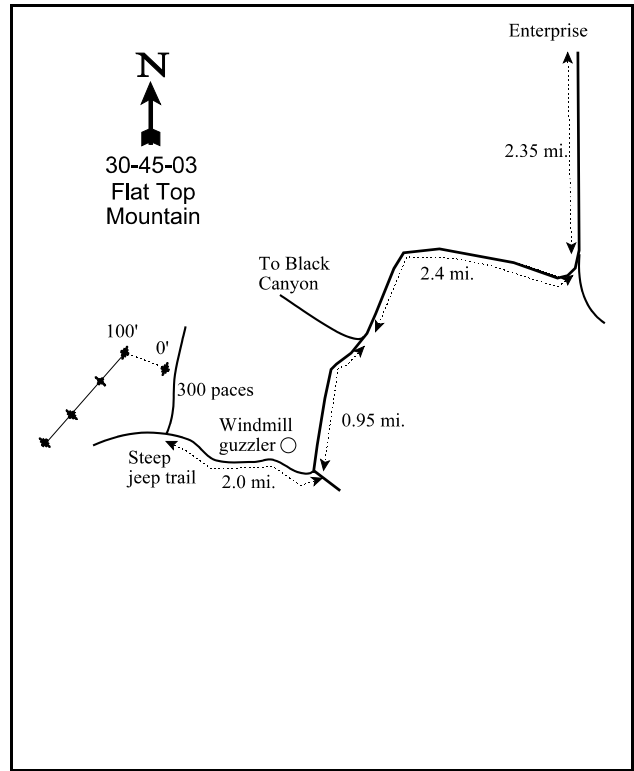 Enterprise
N
30-45-03
Flat Top
Mountain
2.35 mi.
To Black
Canyon
2.4 mi.
100'
0'
300 paces
0.95 mi.
Windmill
guzzler
Steep
jeep trail
2.0 mi.